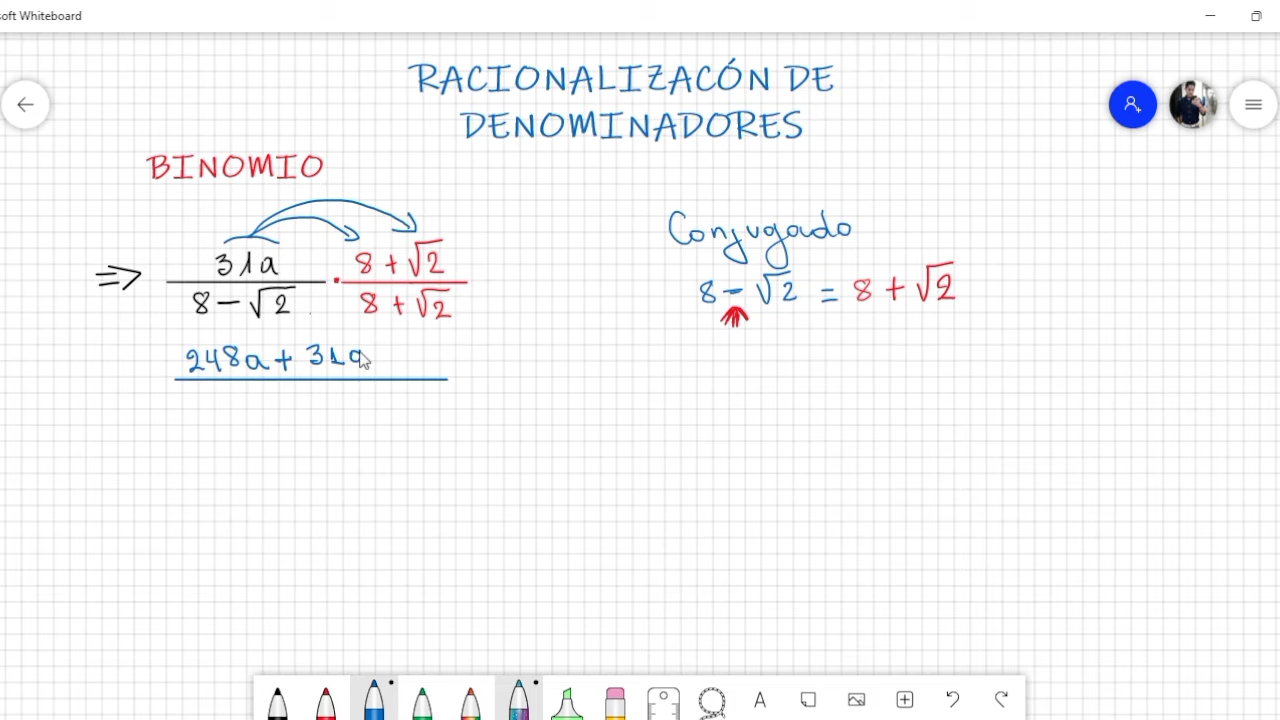 soft Whiteboard
RACIONALIZACÓN DE
DENOMINADORES
BINOMIO
Conjugado
=> 31a / 8 - √2 · 8 + √2 / 8 + √2
8 - √2 = 8 + √2
248a + 31a
A